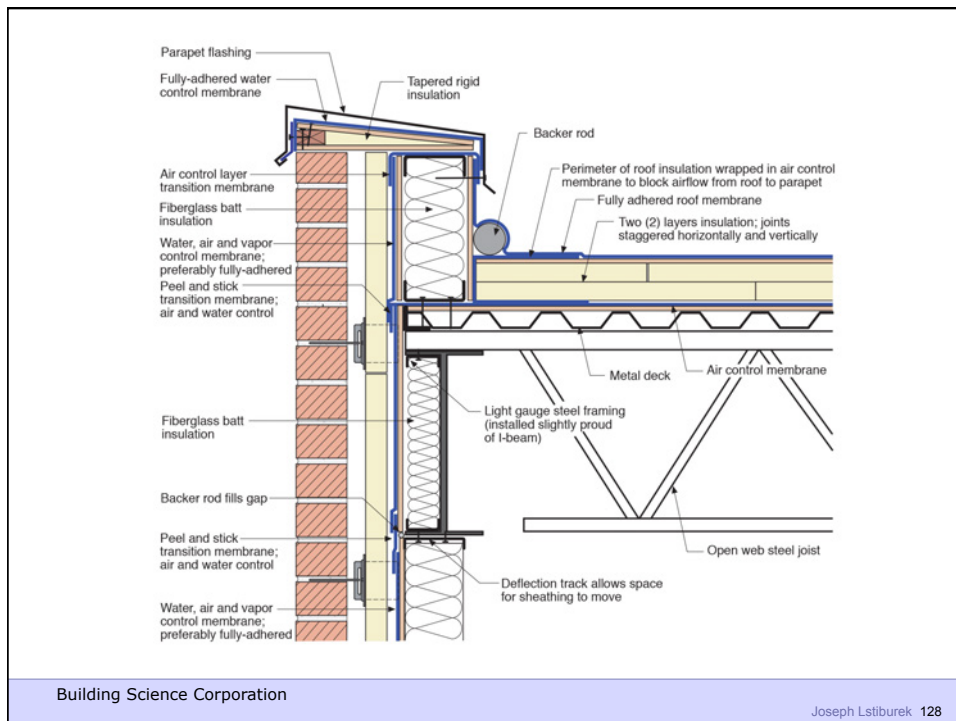 Parapet flashing
Fully-adhered water
control membrane
Tapered rigid
insulation
Backer rod
Air control layer
transition membrane
Perimeter of roof insulation wrapped in air control
membrane to block airflow from roof to parapet
Fully adhered roof membrane
Fiberglass batt
insulation
Two (2) layers insulation; joints
staggered horizontally and vertically
Water, air and vapor
control membrane;
preferably fully-adhered
Peel and stick
transition membrane;
air and water control
Metal deck
Air control membrane
Light gauge steel framing
(installed slightly proud
of I-beam)
Fiberglass batt
insulation
Backer rod fills gap
Peel and stick
transition membrane;
air and water control
Open web steel joist
Deflection track allows space
for sheathing to move
Water, air and vapor
control membrane;
preferably fully-adhered
Building Science Corporation
Joseph Lstiburek 128